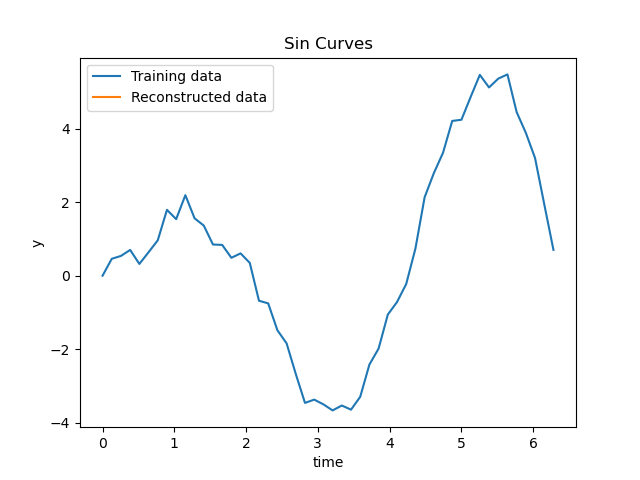 Sin Curves
Training data
Reconstructed data
y
4
2
0
−2
−4
0 1 2 3 4 5 6
time